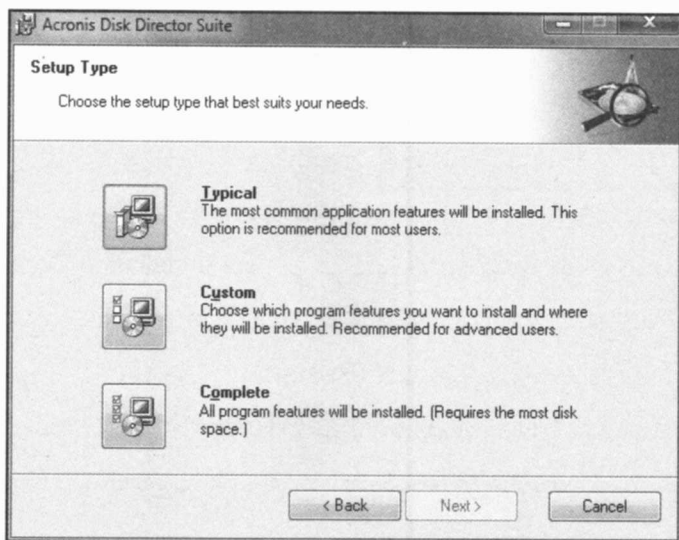 Acronis Disk Director Suite
Setup Type
Choose the setup type that best suits your needs.
Typical
The most common application features will be installed. This
option is recommended for most users.
Custom
Choose which program features you want to install and where
they will be installed. Recommended for advanced users.
Complete
All program features will be installed. (Requires the most disk
space.)
< Back
Next >
Cancel